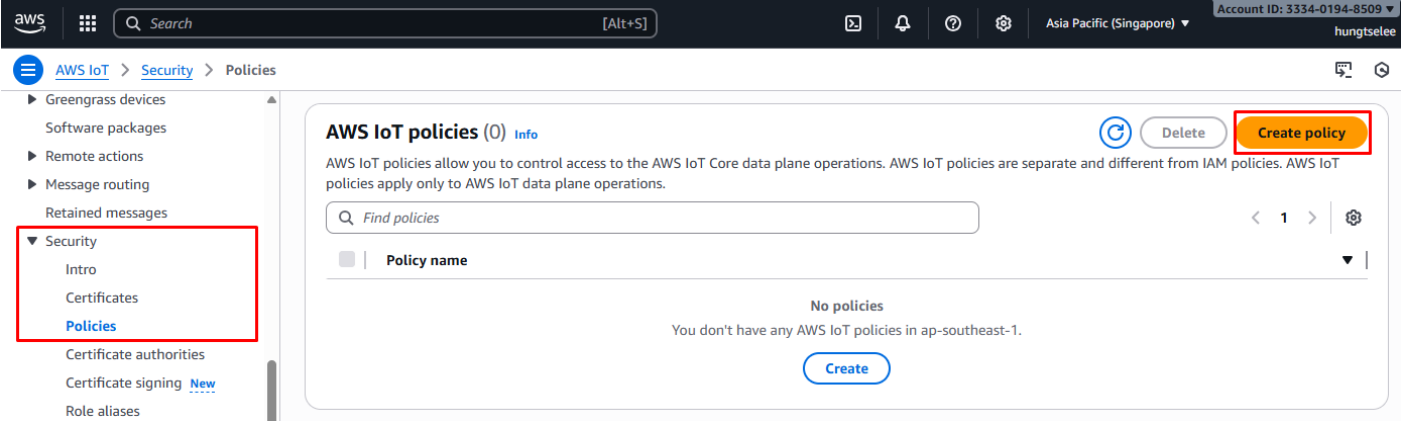 aws
Search
[Alt+S]
Asia Pacific (Singapore)
Account ID: 3334-0194-8509
hungtselee
AWS IoT > Security > Policies
Greengrass devices
Software packages
Remote actions
Message routing
Retained messages
Security
Intro
Certificates
Policies
Certificate authorities
Certificate signing New
Role aliases
AWS IoT policies (0) Info
Delete
Create policy
AWS IoT policies allow you to control access to the AWS IoT Core data plane operations. AWS IoT policies are separate and different from IAM policies. AWS IoT
policies apply only to AWS IoT data plane operations.
Find policies
1
Policy name
No policies
You don't have any AWS IoT policies in ap-southeast-1.
Create